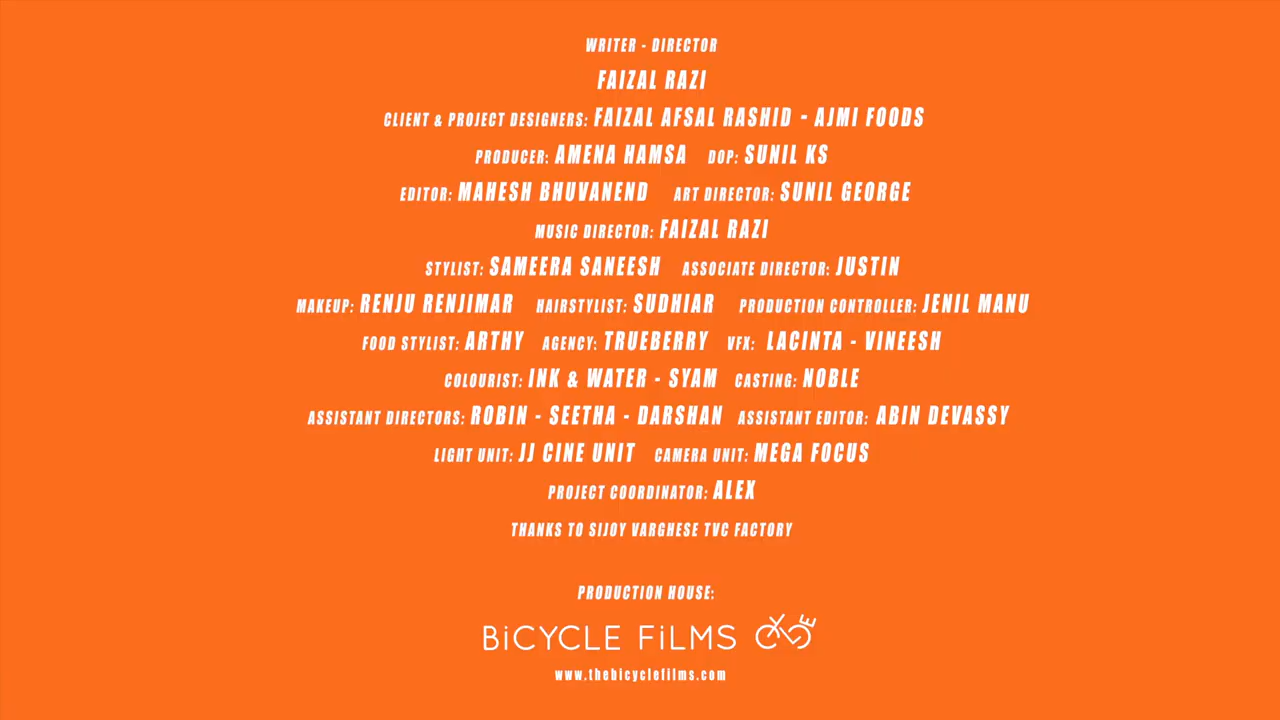 WRITER - DIRECTOR
FAIZAL RAZI
CLIENT & PROJECT DESIGNERS: FAIZAL AFSAL RASHID - AJMI FOODS
PRODUCER: AMENA HAMSA DOP: SUNIL KS
EDITOR: MAHESH BHUVANEND ART DIRECTOR: SUNIL GEORGE
MUSIC DIRECTOR: FAIZAL RAZI
STYLIST: SAMEERA SANEESH ASSOCIATE DIRECTOR: JUSTIN
MAKEUP: RENJU RENJIMAR HAIRSTYLIST: SUDHIAR PRODUCTION CONTROLLER: JENIL MANU
FOOD STYLIST: ARTHY AGENCY: TRUEBERRY VFX: LACINTA - VINEESH
COLOURIST: INK & WATER - SYAM CASTING: NOBLE
ASSISTANT DIRECTORS: ROBIN - SEETHA - DARSHAN ASSISTANT EDITOR: ABIN DEVASSY
LIGHT UNIT: JJ CINE UNIT CAMERA UNIT: MEGA FOCUS
PROJECT COORDINATOR: ALEX
THANKS TO SIJOY VARGHESE TVC FACTORY
PRODUCTION HOUSE:
BiCYCLE FiLMS
www.thebicyclefilms.com